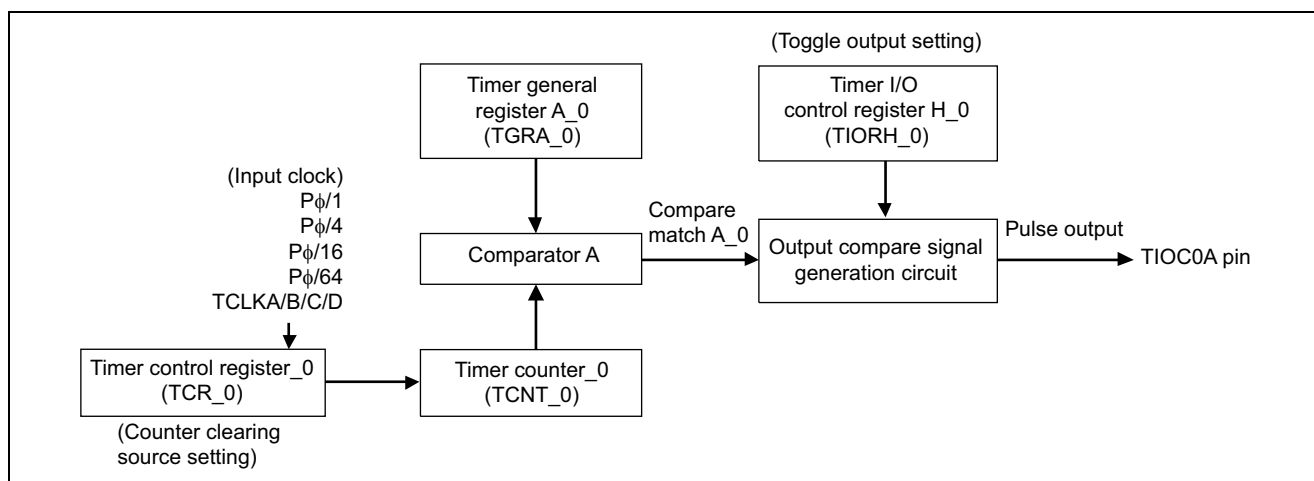 (Toggle output setting)
Timer general
register A_0
(TGRA_0)
Timer I/O
control register H_0
(TIORH_0)
(Input clock)
Pϕ/1
Pϕ/4
Pϕ/16
Pϕ/64
TCLKA/B/C/D
Comparator A
Compare
match A_0
Output compare signal
generation circuit
Pulse output
TIOC0A pin
Timer control register_0
(TCR_0)
(Counter clearing
source setting)
Timer counter_0
(TCNT_0)